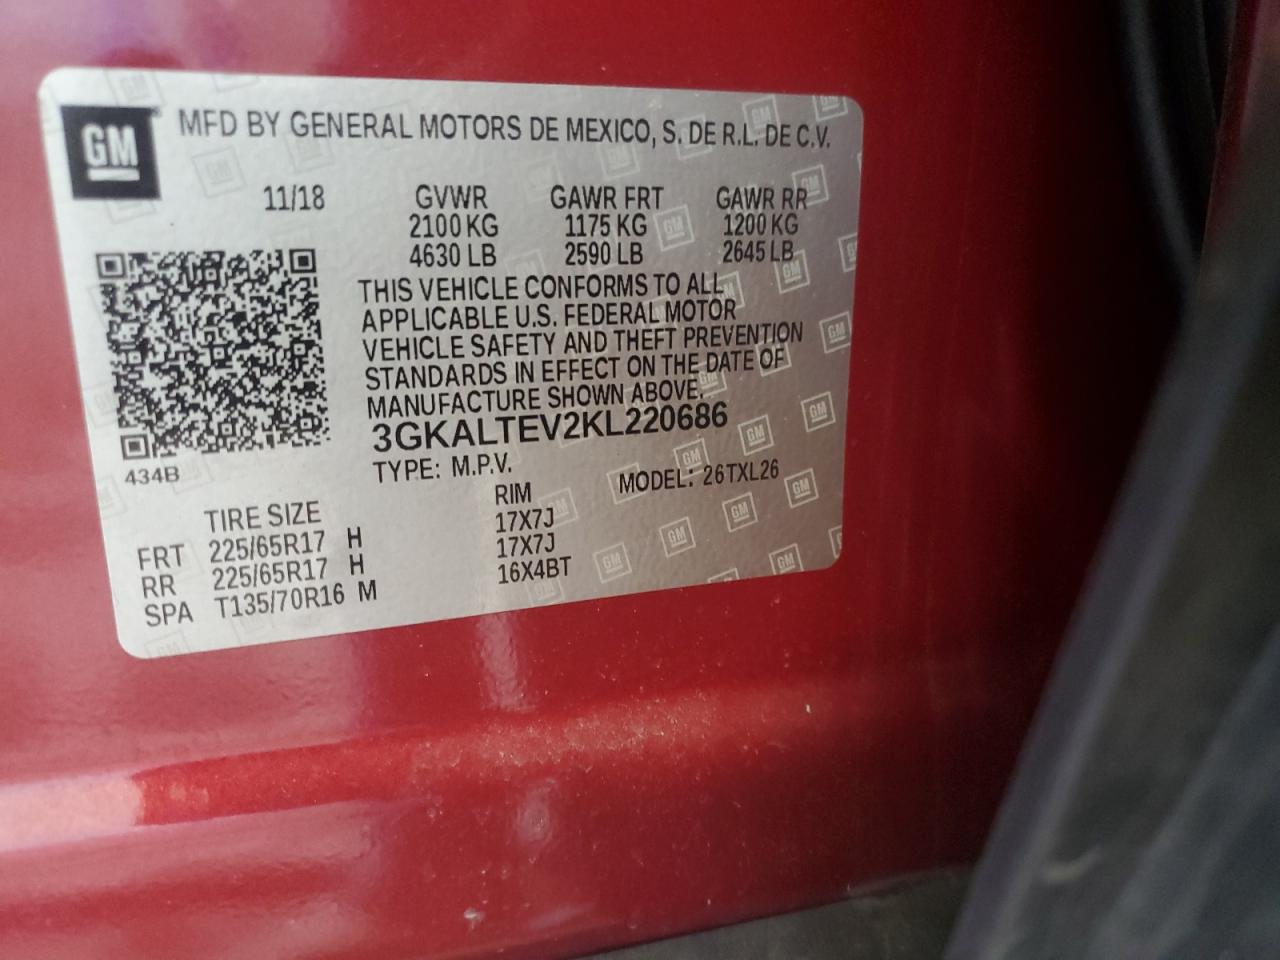 GM
MFD BY GENERAL MOTORS DE MEXICO, S. DE R.L. DE C.V.
11/18 GVWR GAWR FRT GAWR RR
2100 KG 1175 KG 1200 KG
4630 LB 2590 LB 2645 LB
THIS VEHICLE CONFORMS TO ALL
APPLICABLE U.S. FEDERAL MOTOR
VEHICLE SAFETY AND THEFT PREVENTION
STANDARDS IN EFFECT ON THE DATE OF
MANUFACTURE SHOWN ABOVE.
3GKALTEV2KL220686
434B
TYPE: M.P.V. MODEL: 26TXL26
TIRE SIZE RIM
FRT 225/65R17 H 17X7J
RR 225/65R17 H 17X7J
SPA T135/70R16 M 16X4BT